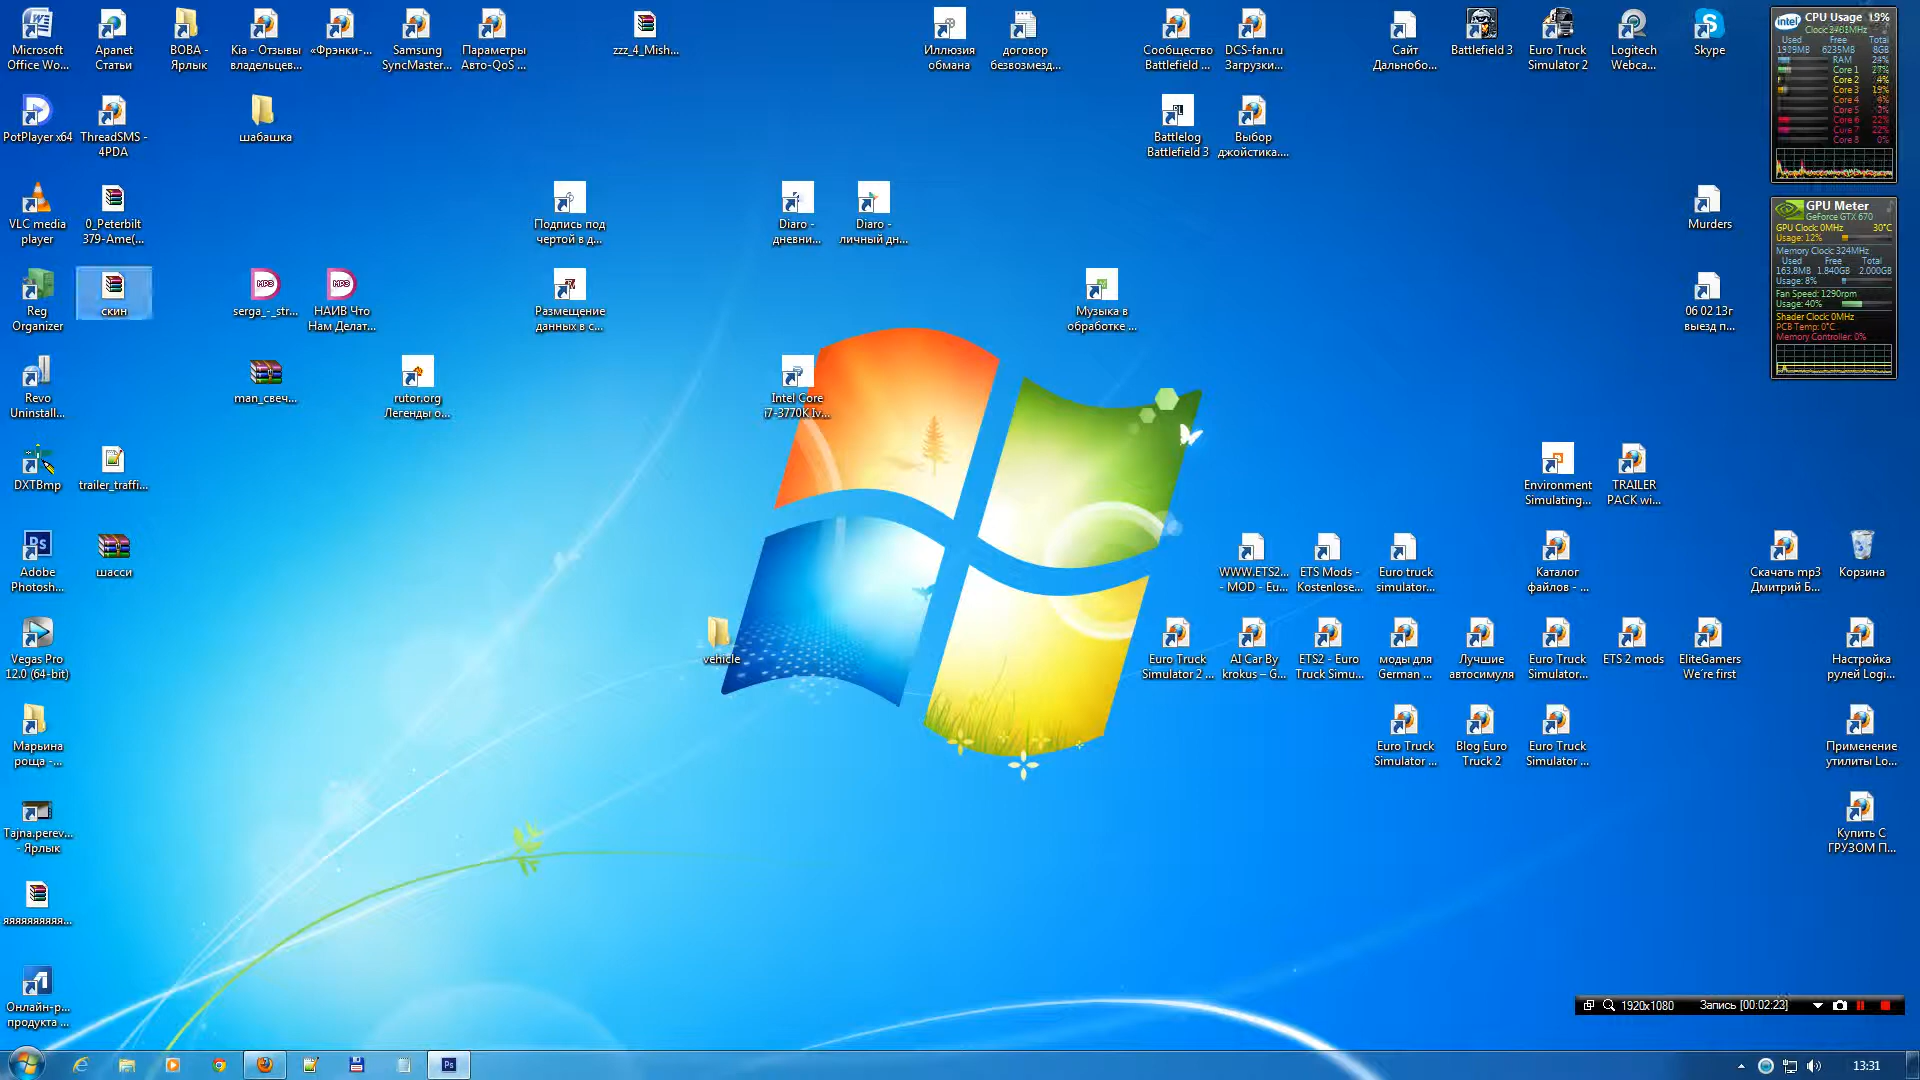 Microsoft
Office Wo...
Apanet
Статьи
ВОВА -
Ярлык
Kia - Отзывы
владельцев...
«Фрэнки-...
Samsung
SyncMaster...
Параметры
Авто-QoS ...
zzz_4_Mish...
Иллюзия
обмана
договор
безвозмезд...
Сообщество
Battlefield ...
DCS-fan.ru
Загрузки...
Сайт
Дальнобо...
Battlefield 3
Euro Truck
Simulator 2
Logitech
Webca...
Skype
PotPlayer x64
ThreadSMS -
4PDA
шабашка
Battlelog
Battlefield 3
Выбор
джойстика....
VLC media
player
0_Peterbilt
379-Ame(...
Подпись под
чертой в д...
Diaro -
дневни...
Diaro -
личный дн...
Murders
Reg
Organizer
скин
serga_-_str...
НАИВ Что
Нам Делат...
Размещение
данных в с...
Музыка в
обработке ...
06 02 13г
выезд п...
Revo
Uninstall...
man_свеч...
rutor.org
Легенды о...
Intel Core
i7-3770K Iv...
DXTBmp
trailer_traffi...
Environment
Simulating...
TRAILER
PACK wi...
Adobe
Photosh...
шасси
WWW.ETS2...
- MOD - Eu...
ETS Mods -
Kostenlose...
Euro truck
simulator...
Каталог
файлов - ...
Скачать mp3
Дмитрий Б...
Корзина
Vegas Pro
12.0 (64-bit)
vehicle
Euro Truck
Simulator 2 ...
AI Car By
krokus – G...
ETS2 - Euro
Truck Simu...
моды для
German ...
Лучшие
автосимуля
Euro Truck
Simulator...
ETS 2 mods
EliteGamers
We're first
Настройка
рулей Logi...
Марьина
роща -...
Euro Truck
Simulator ...
Blog Euro
Truck 2
Euro Truck
Simulator ...
Применение
утилиты Lo...
Tajna.perev...
- Ярлык
Купить С
ГРУЗОМ П...
яяяяяяяяяя...
Онлайн-р...
продукта ...
intel CPU Usage 19%
Used Free Total
1939MB 6235MB 8GB
RAM 23%
Core 1 27%
Core 2 4%
Core 3 19%
Core 4
Core 5
Core 6 22%
Core 7 22%
Core 8 0%
GPU Meter
GeForce GTX 670
GPU Clock: 0MHz 30°C
Usage: 12%
Memory Clock: 324MHz
Used Free Total
163.8MB 1.840GB 2.000GB
Usage: 8%
Fan Speed: 1290rpm
Usage: 40%
Shader Clock: 0MHz
PCB Temp: 0°C
Memory Controller: 0%
1920x1080 Запись [00:02:23]
Ps
13:31